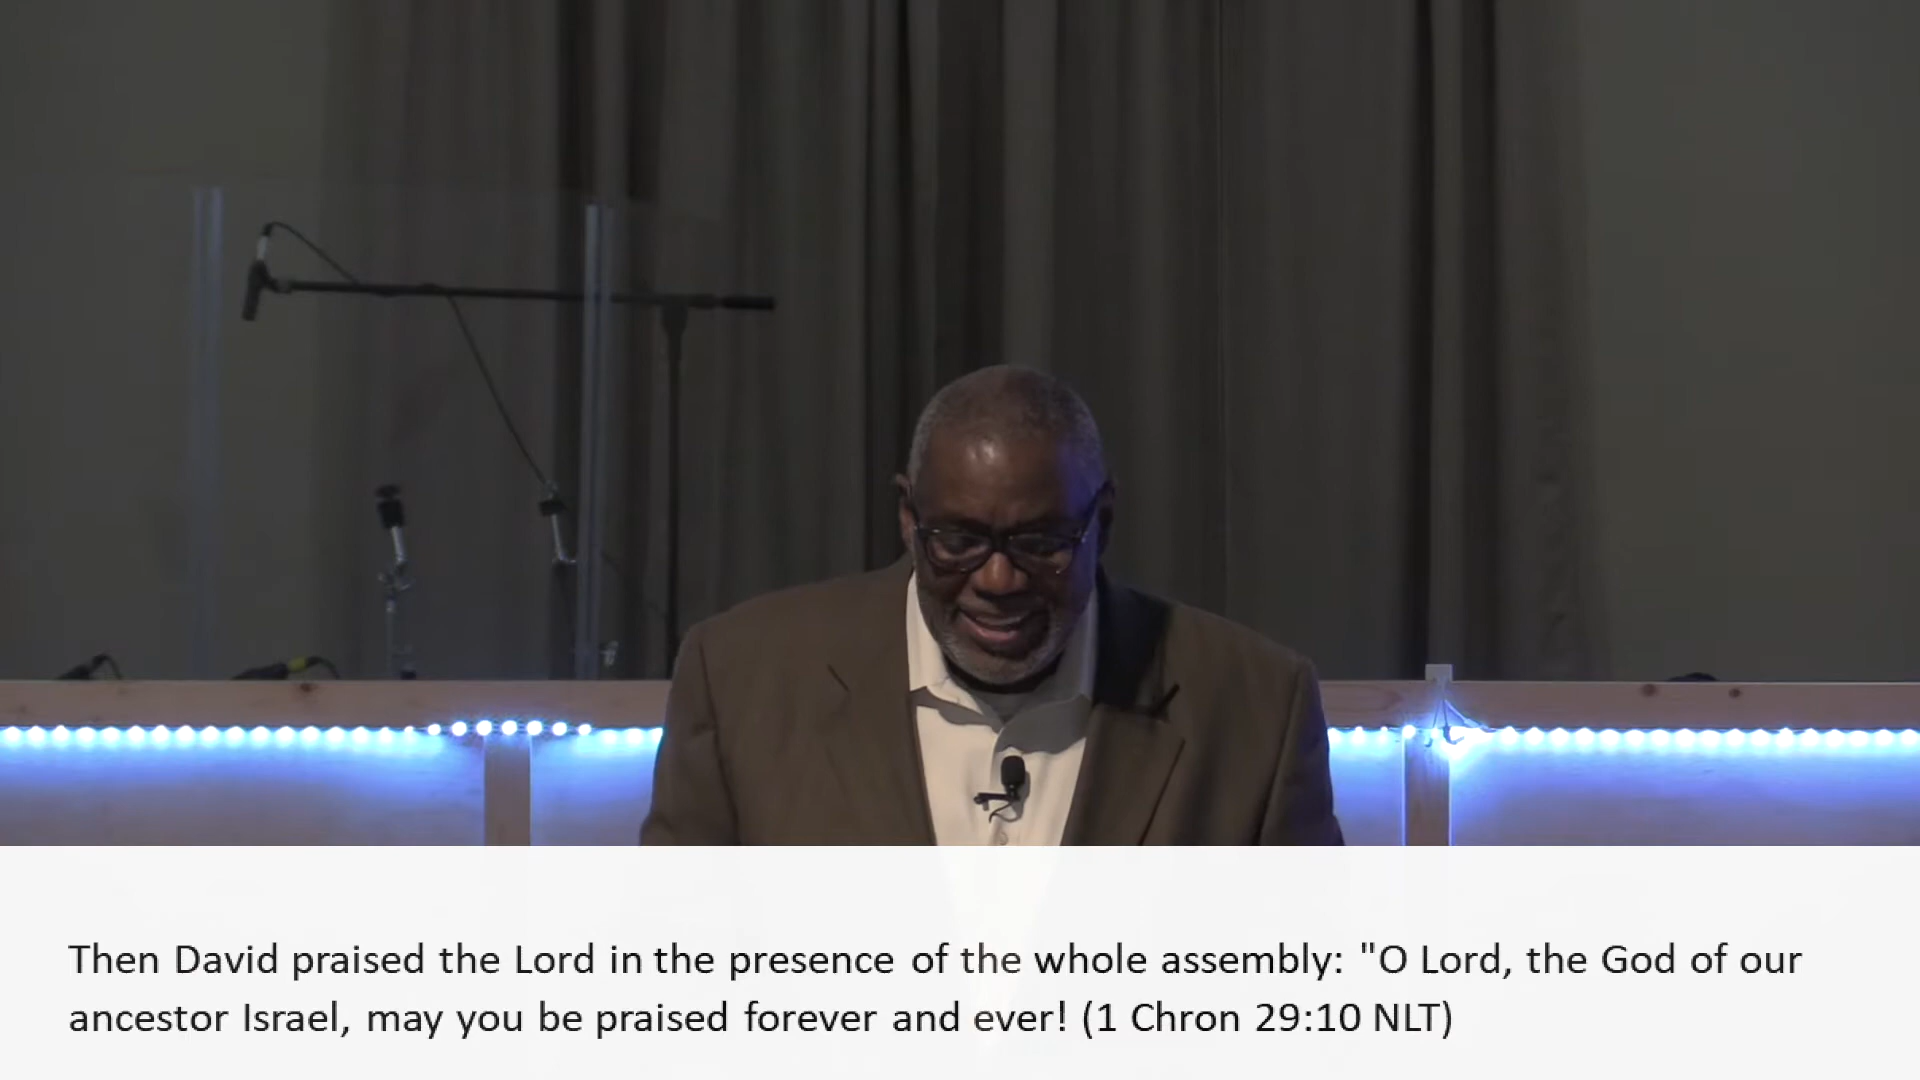 Then David praised the Lord in the presence of the whole assembly: "O Lord, the God of our
ancestor Israel, may you be praised forever and ever! (1 Chron 29:10 NLT)